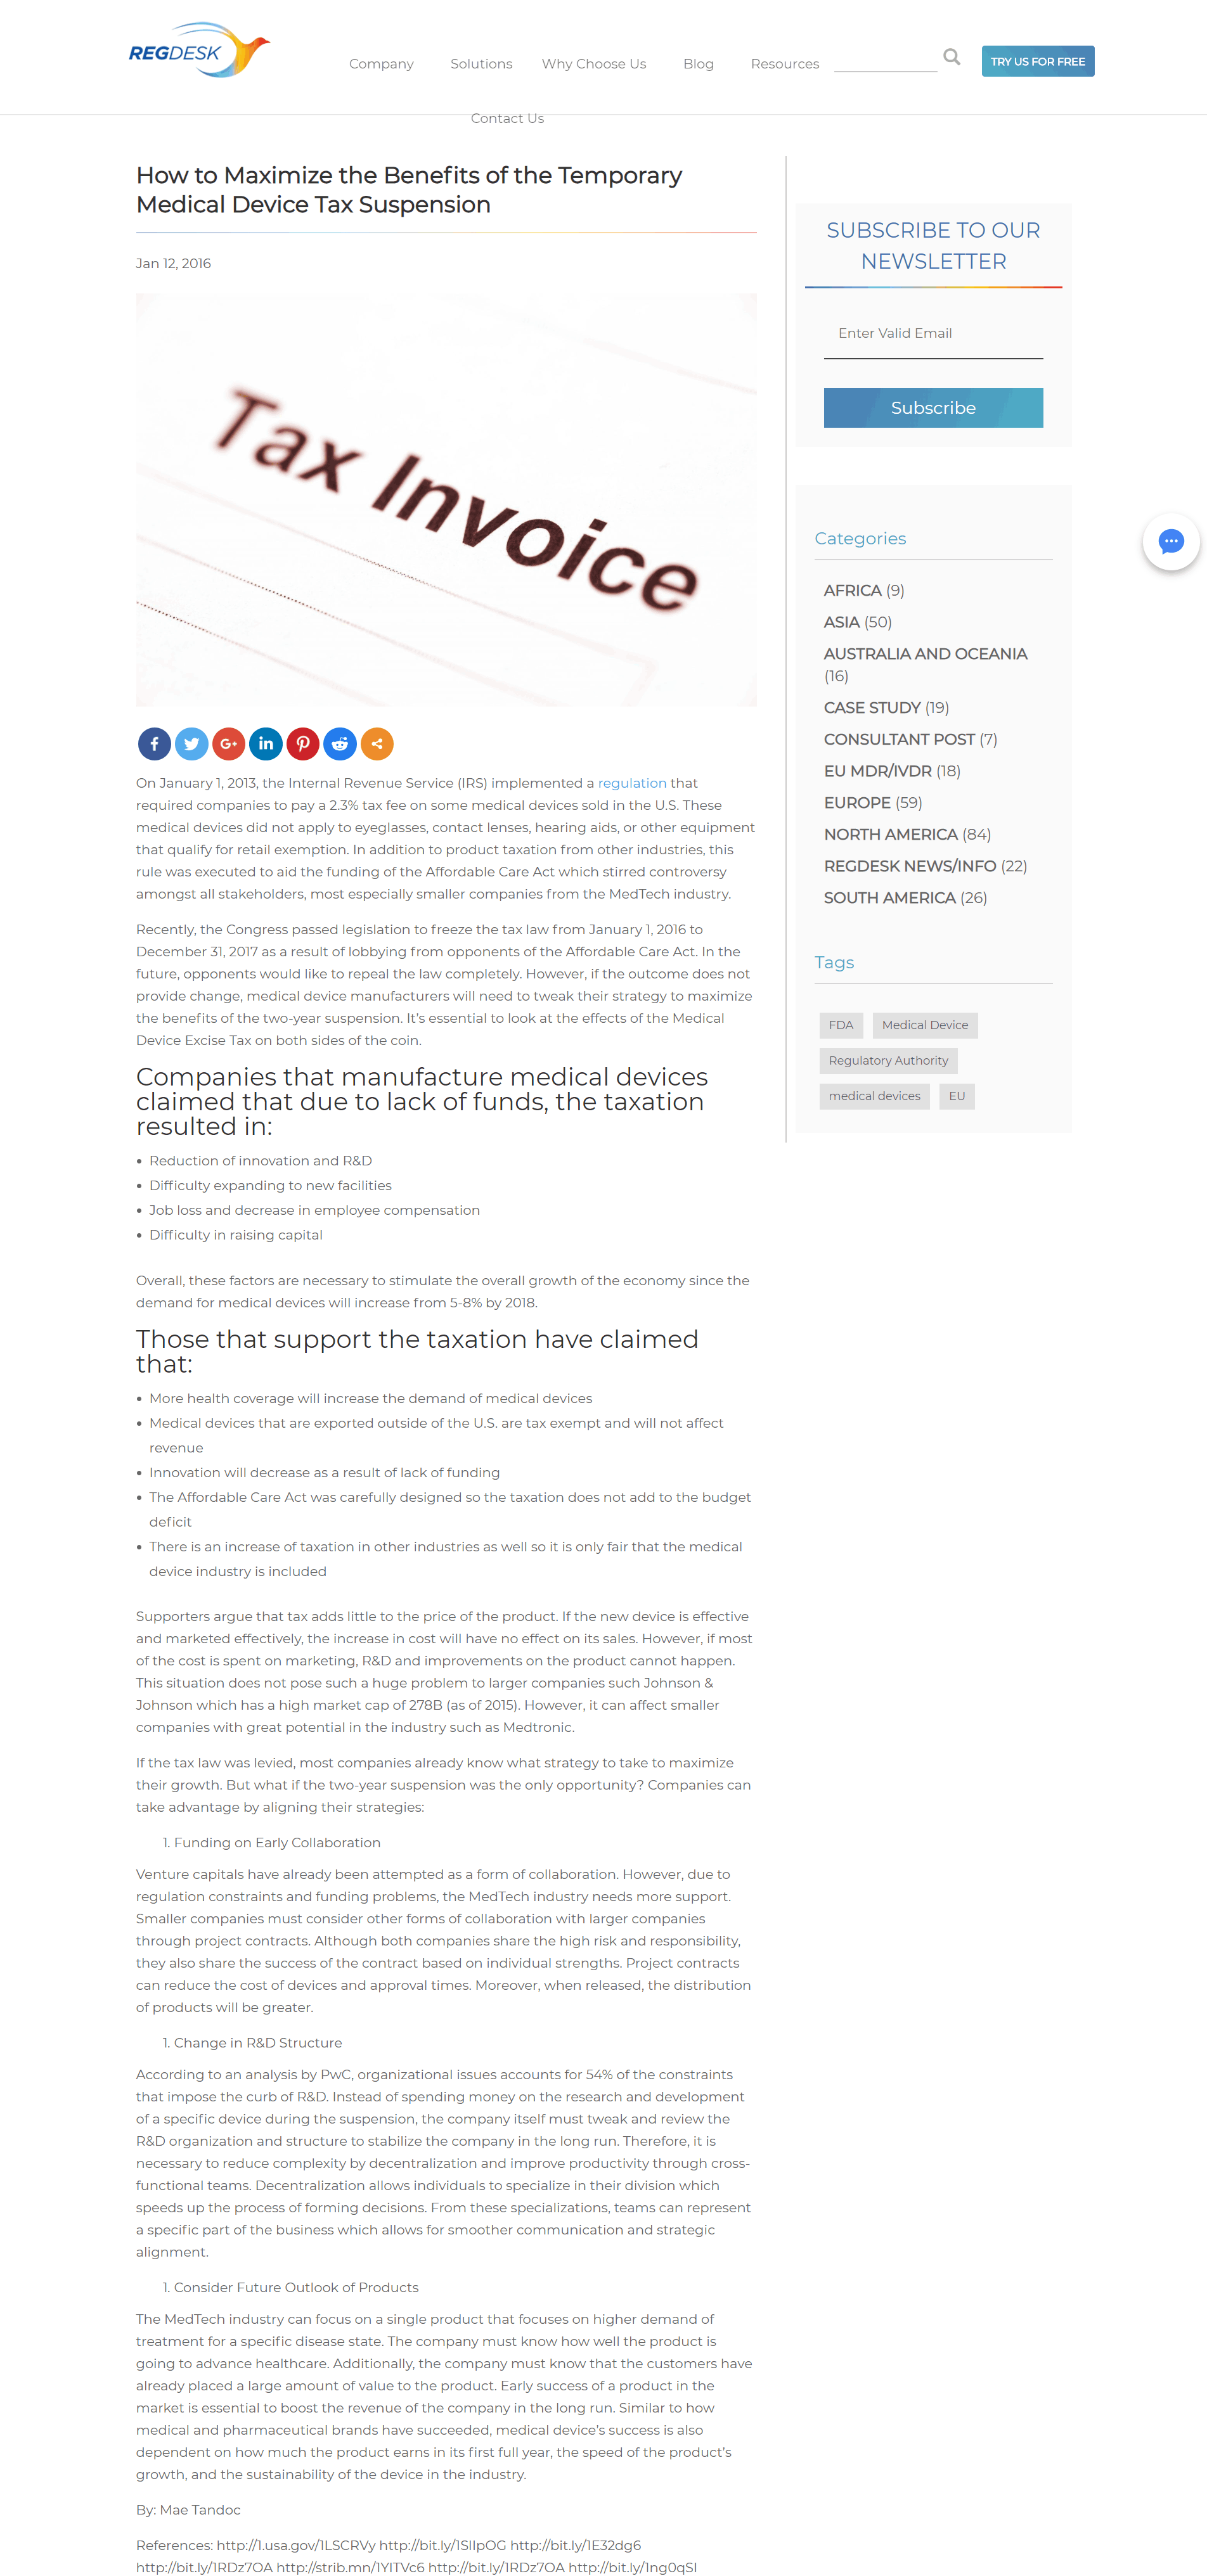 REGDESK
Company Solutions Why Choose Us Blog Resources
TRY US FOR FREE
Contact Us
How to Maximize the Benefits of the Temporary
Medical Device Tax Suspension
Jan 12, 2016
Tax Invoice
On January 1, 2013, the Internal Revenue Service (IRS) implemented a regulation that
required companies to pay a 2.3% tax fee on some medical devices sold in the U.S. These
medical devices did not apply to eyeglasses, contact lenses, hearing aids, or other equipment
that qualify for retail exemption. In addition to product taxation from other industries, this
rule was executed to aid the funding of the Affordable Care Act which stirred controversy
amongst all stakeholders, most especially smaller companies from the MedTech industry.
Recently, the Congress passed legislation to freeze the tax law from January 1, 2016 to
December 31, 2017 as a result of lobbying from opponents of the Affordable Care Act. In the
future, opponents would like to repeal the law completely. However, if the outcome does not
provide change, medical device manufacturers will need to tweak their strategy to maximize
the benefits of the two-year suspension. It’s essential to look at the effects of the Medical
Device Excise Tax on both sides of the coin.
Companies that manufacture medical devices
claimed that due to lack of funds, the taxation
resulted in:
• Reduction of innovation and R&D
• Difficulty expanding to new facilities
• Job loss and decrease in employee compensation
• Difficulty in raising capital
Overall, these factors are necessary to stimulate the overall growth of the economy since the
demand for medical devices will increase from 5-8% by 2018.
Those that support the taxation have claimed
that:
• More health coverage will increase the demand of medical devices
• Medical devices that are exported outside of the U.S. are tax exempt and will not affect
revenue
• Innovation will decrease as a result of lack of funding
• The Affordable Care Act was carefully designed so the taxation does not add to the budget
deficit
• There is an increase of taxation in other industries as well so it is only fair that the medical
device industry is included
Supporters argue that tax adds little to the price of the product. If the new device is effective
and marketed effectively, the increase in cost will have no effect on its sales. However, if most
of the cost is spent on marketing, R&D and improvements on the product cannot happen.
This situation does not pose such a huge problem to larger companies such Johnson &
Johnson which has a high market cap of 278B (as of 2015). However, it can affect smaller
companies with great potential in the industry such as Medtronic.
If the tax law was levied, most companies already know what strategy to take to maximize
their growth. But what if the two-year suspension was the only opportunity? Companies can
take advantage by aligning their strategies:
1. Funding on Early Collaboration
Venture capitals have already been attempted as a form of collaboration. However, due to
regulation constraints and funding problems, the MedTech industry needs more support.
Smaller companies must consider other forms of collaboration with larger companies
through project contracts. Although both companies share the high risk and responsibility,
they also share the success of the contract based on individual strengths. Project contracts
can reduce the cost of devices and approval times. Moreover, when released, the distribution
of products will be greater.
1. Change in R&D Structure
According to an analysis by PwC, organizational issues accounts for 54% of the constraints
that impose the curb of R&D. Instead of spending money on the research and development
of a specific device during the suspension, the company itself must tweak and review the
R&D organization and structure to stabilize the company in the long run. Therefore, it is
necessary to reduce complexity by decentralization and improve productivity through cross-
functional teams. Decentralization allows individuals to specialize in their division which
speeds up the process of forming decisions. From these specializations, teams can represent
a specific part of the business which allows for smoother communication and strategic
alignment.
1. Consider Future Outlook of Products
The MedTech industry can focus on a single product that focuses on higher demand of
treatment for a specific disease state. The company must know how well the product is
going to advance healthcare. Additionally, the company must know that the customers have
already placed a large amount of value to the product. Early success of a product in the
market is essential to boost the revenue of the company in the long run. Similar to how
medical and pharmaceutical brands have succeeded, medical device’s success is also
dependent on how much the product earns in its first full year, the speed of the product’s
growth, and the sustainability of the device in the industry.
By: Mae Tandoc
References: http://1.usa.gov/1LSCRVy http://bit.ly/1SIIpOG http://bit.ly/1E32dg6
http://bit.ly/1RDz7OA http://strib.mn/1YITVc6 http://bit.ly/1RDz7OA http://bit.ly/1ng0qSI
SUBSCRIBE TO OUR
NEWSLETTER
Enter Valid Email
Subscribe
Categories
AFRICA (9)
ASIA (50)
AUSTRALIA AND OCEANIA
(16)
CASE STUDY (19)
CONSULTANT POST (7)
EU MDR/IVDR (18)
EUROPE (59)
NORTH AMERICA (84)
REGDESK NEWS/INFO (22)
SOUTH AMERICA (26)
Tags
FDA Medical Device
Regulatory Authority
medical devices EU